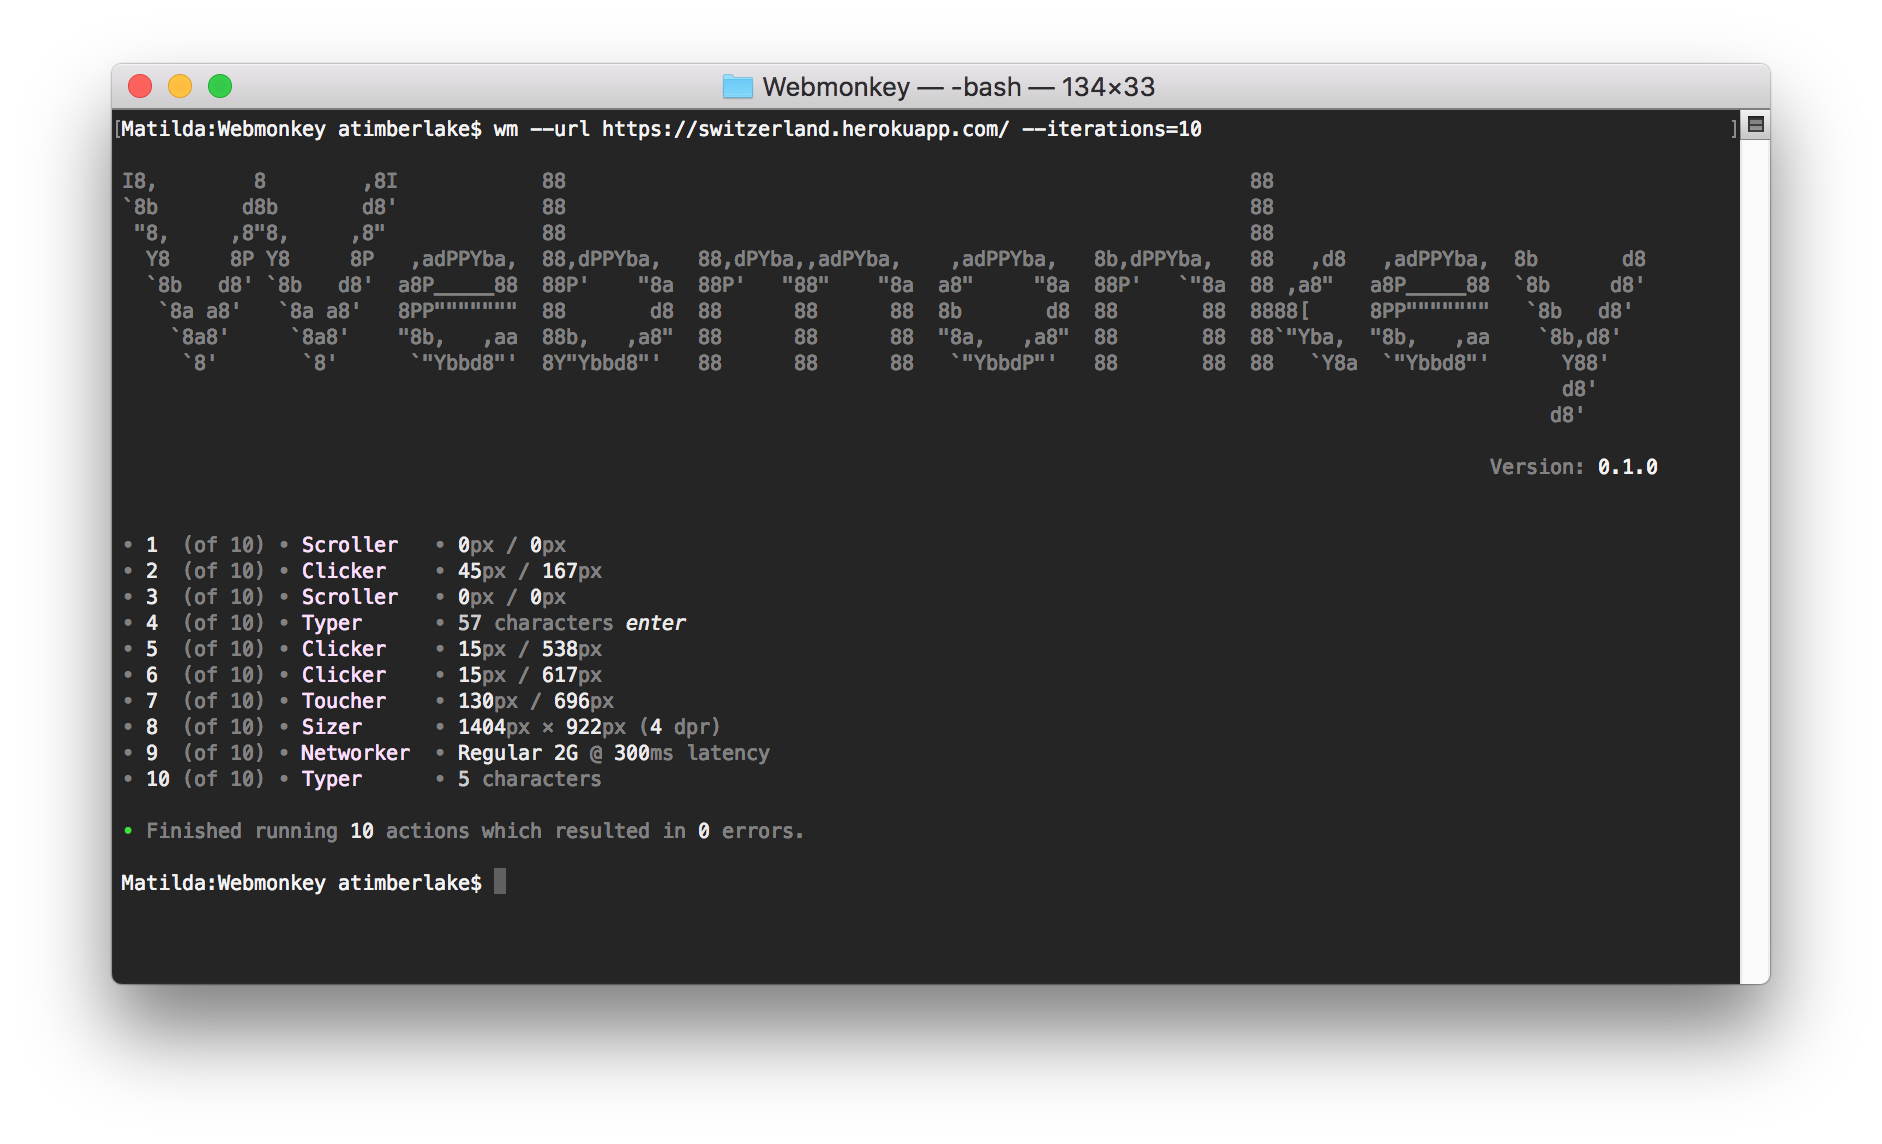 Webmonkey — -bash — 134×33
[Matilda:Webmonkey atimberlake$ wm --url https://switzerland.herokuapp.com/ --iterations=10 ]
I8,        8        ,8I            88                                                         88
`8b       d8b       d8'            88                                                         88
 "8,     ,8"8,     ,8"             88                                                         88
  Y8     8P Y8     8P   ,adPPYba,  88,dPPYba,   88,dPYba,,adPYba,    ,adPPYba,   8b,dPPYba,   88   ,d8   ,adPPYba,  8b       d8
  `8b   d8' `8b   d8'  a8P_____88  88P'    "8a  88P'   "88"    "8a  a8"     "8a  88P'   `"8a  88 ,a8"   a8P_____88  `8b     d8'
   `8a a8'   `8a a8'   8PP"""""""  88       d8  88      88      88  8b       d8  88       88  8888[     8PP"""""""   `8b   d8'
    `8a8'     `8a8'    "8b,   ,aa  88b,   ,a8"  88      88      88  "8a,   ,a8"  88       88  88`"Yba,  "8b,   ,aa    `8b,d8'
     `8'       `8'      `"Ybbd8"'  8Y"Ybbd8"'   88      88      88   `"YbbdP"'   88       88  88   `Y8a  `"Ybbd8"'      Y88'
                                                                                                                        d8'
                                                                                                                       d8'
Version: 0.1.0
• 1  (of 10) • Scroller   • 0px / 0px
• 2  (of 10) • Clicker    • 45px / 167px
• 3  (of 10) • Scroller   • 0px / 0px
• 4  (of 10) • Typer      • 57 characters enter
• 5  (of 10) • Clicker    • 15px / 538px
• 6  (of 10) • Clicker    • 15px / 617px
• 7  (of 10) • Toucher    • 130px / 696px
• 8  (of 10) • Sizer      • 1404px × 922px (4 dpr)
• 9  (of 10) • Networker  • Regular 2G @ 300ms latency
• 10 (of 10) • Typer      • 5 characters
• Finished running 10 actions which resulted in 0 errors.
Matilda:Webmonkey atimberlake$